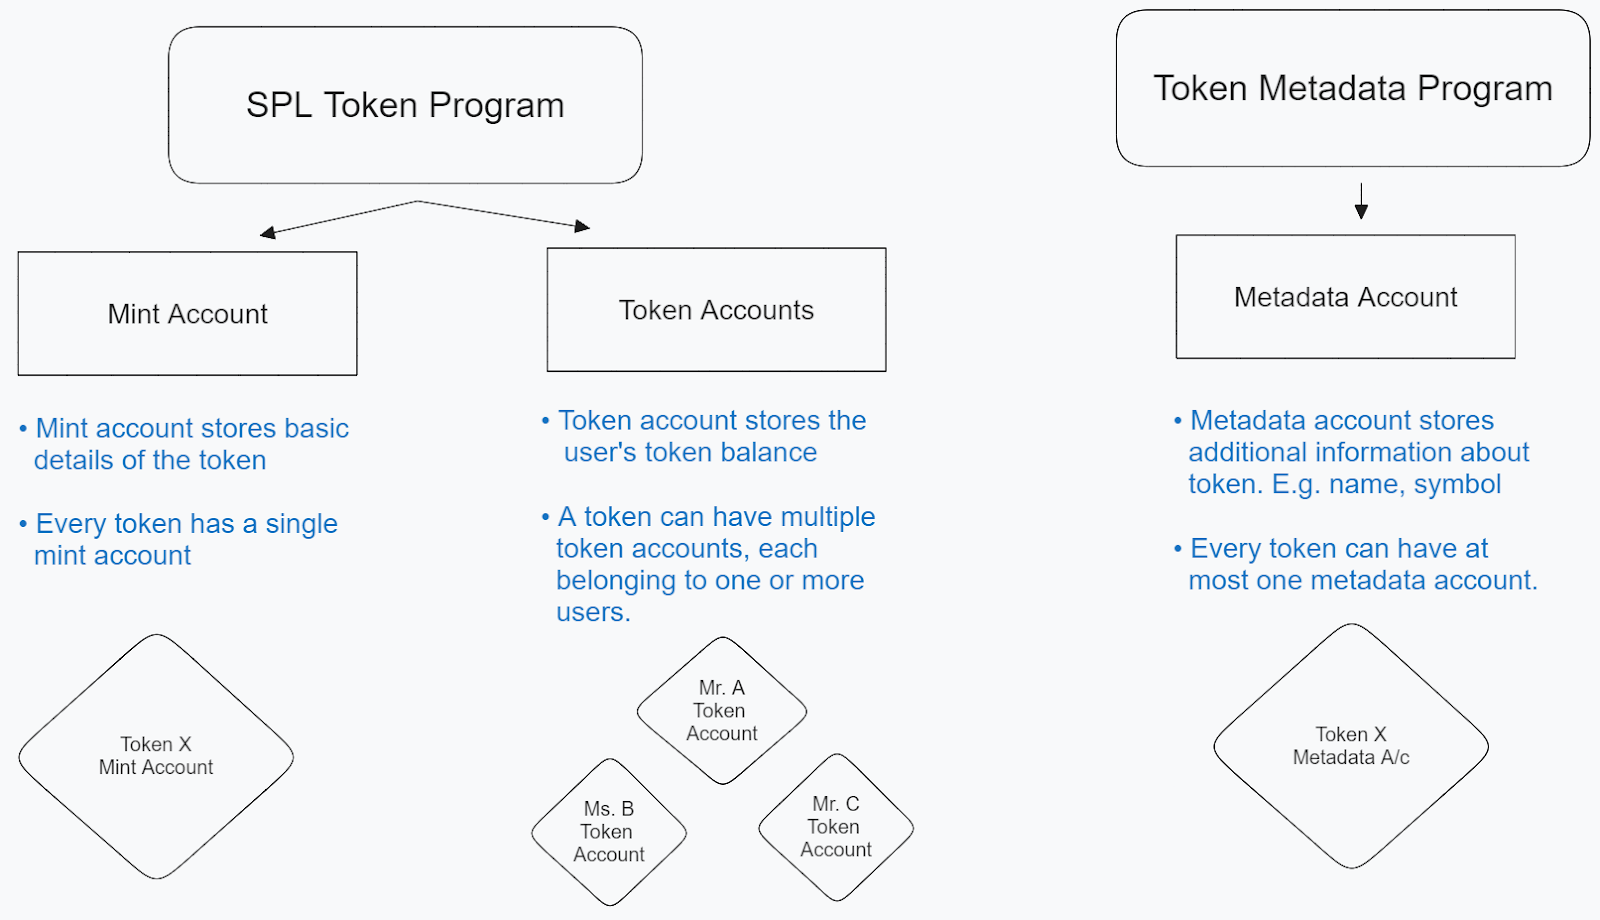 SPL Token Program
Token Metadata Program
Mint Account
Token Accounts
Metadata Account
• Mint account stores basic
details of the token
• Every token has a single
mint account
• Token account stores the
user's token balance
• A token can have multiple
token accounts, each
belonging to one or more
users.
• Metadata account stores
additional information about
token. E.g. name, symbol
• Every token can have at
most one metadata account.
Token X
Mint Account
Mr. A
Token
Account
Ms. B
Token
Account
Mr. C
Token
Account
Token X
Metadata A/c